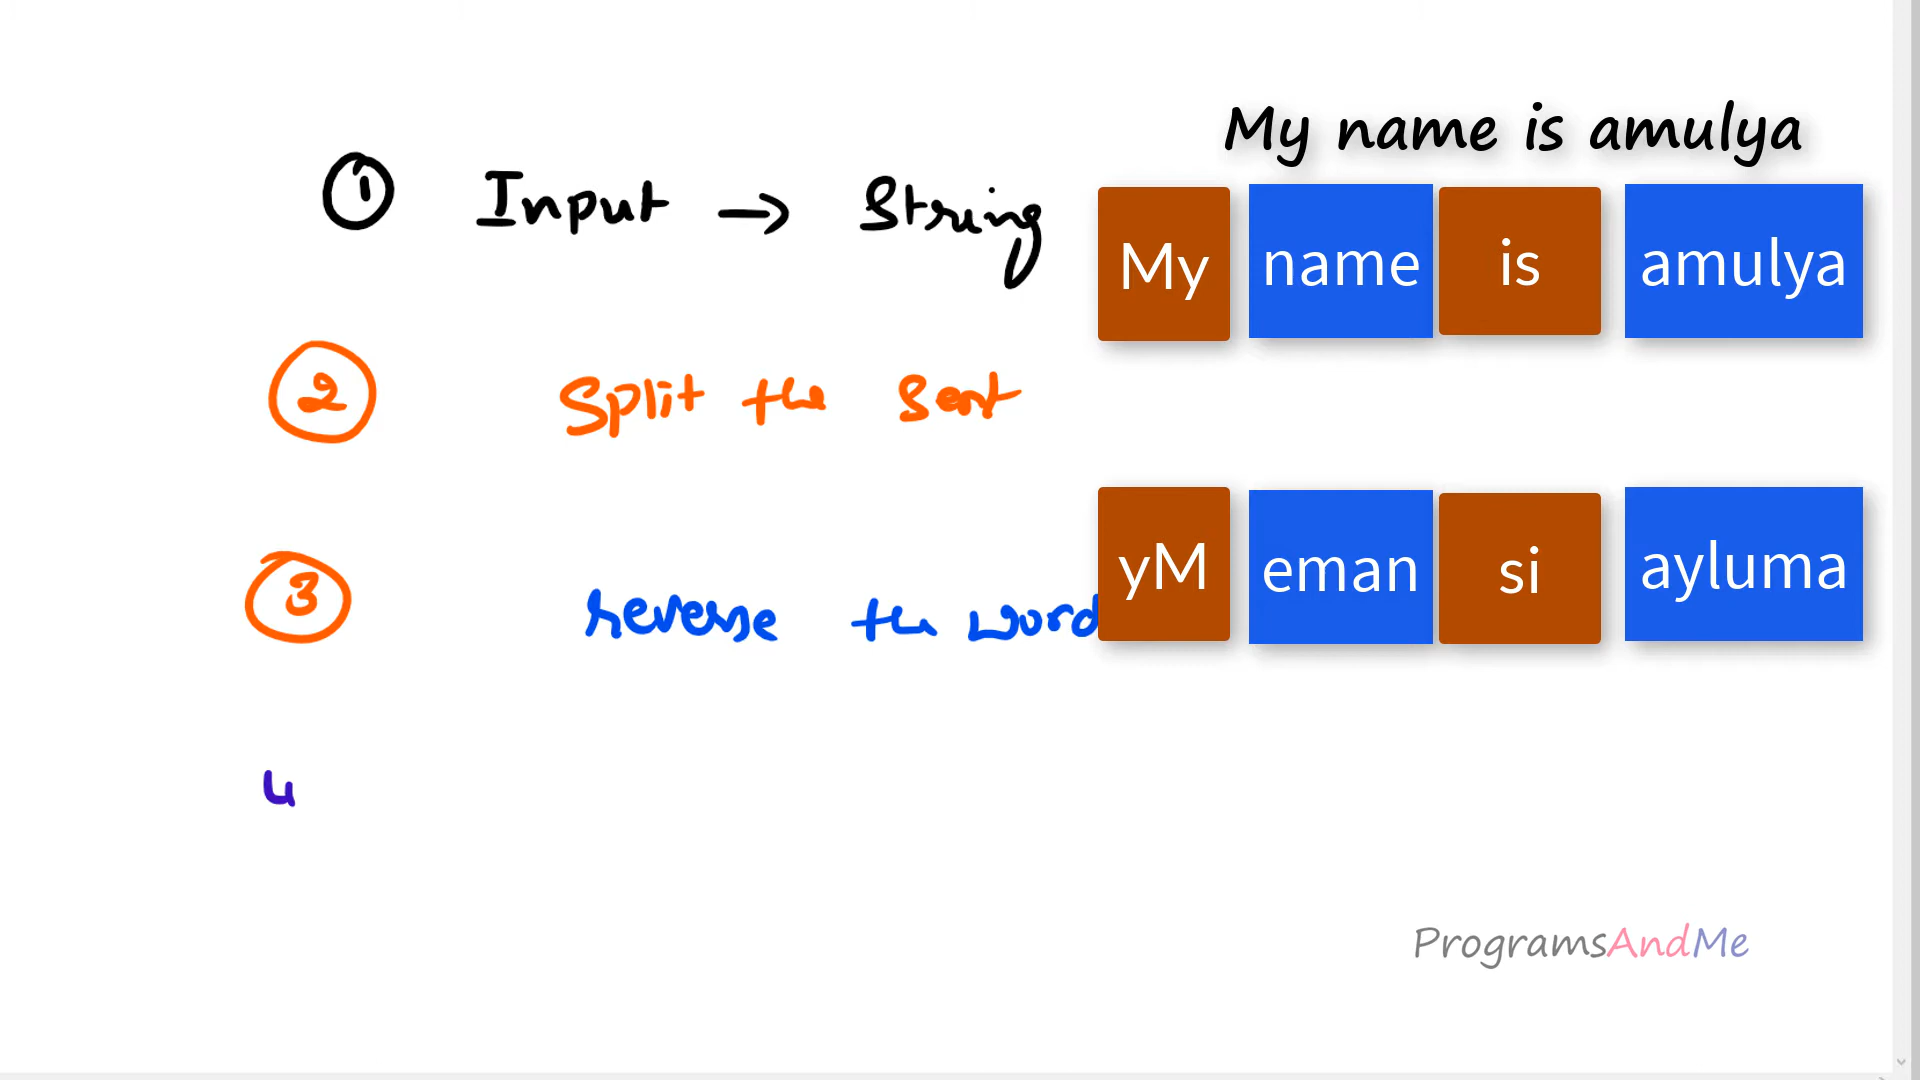 My name is amulya
1 Input → String
My name is amulya
2 Split the Sent
3 reverse the word
yM eman si ayluma
4
ProgramsAndMe